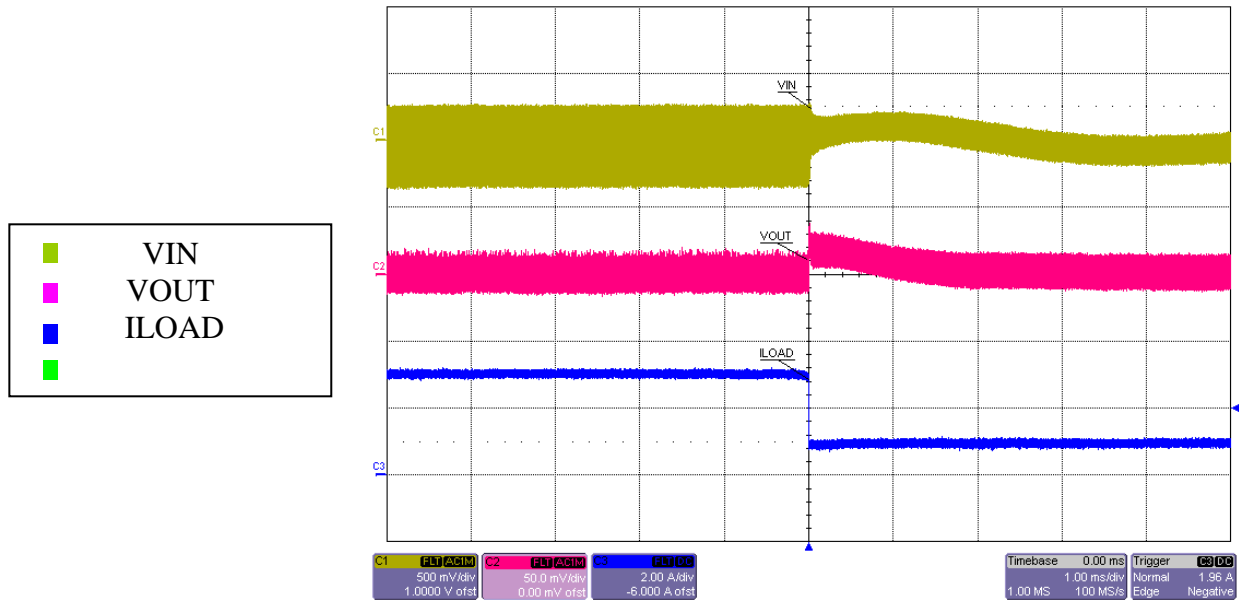 VIN
VOUT
ILOAD
VIN
C1
VOUT
C2
ILOAD
C3
C1 FLT AC1M
500 mV/div
1.0000 V ofst
C2 FLT AC1M
50.0 mV/div
0.00 mV ofst
C3 FLT DC
2.00 A/div
-6.000 A ofst
Timebase 0.00 ms
1.00 ms/div
1.00 MS 100 MS/s
Trigger C3 DC
Normal 1.96 A
Edge Negative